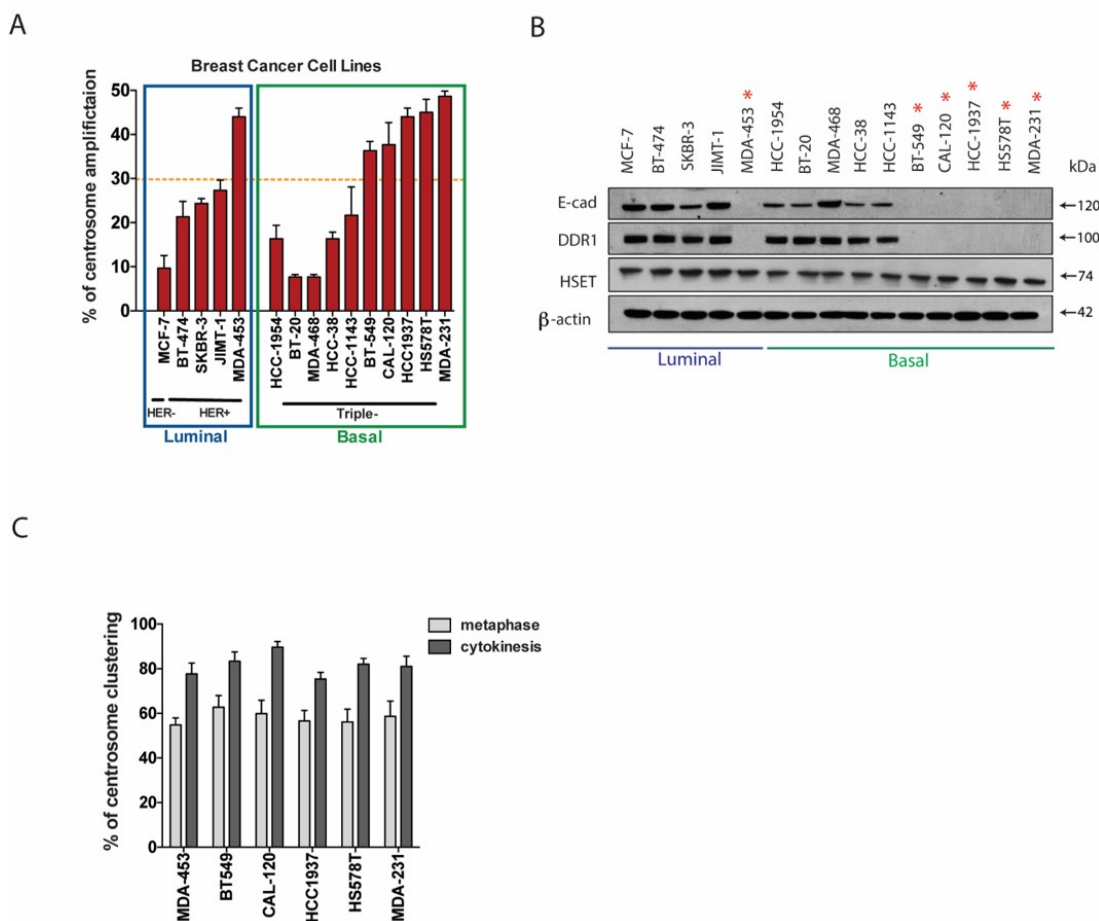 A
Breast Cancer Cell Lines
% of centrosome amplifictaion
50
40
30
20
10
0
MCF-7
BT-474
SKBR-3
JIMT-1
MDA-453
HCC-1954
BT-20
MDA-468
HCC-38
HCC-1143
BT-549
CAL-120
HCC1937
HS578T
MDA-231
HER-
HER+
Triple-
Luminal
Basal
B
MCF-7
BT-474
SKBR-3
JIMT-1
MDA-453 *
HCC-1954
BT-20
MDA-468
HCC-38
HCC-1143
BT-549 *
CAL-120 *
HCC-1937 *
HS578T *
MDA-231 *
kDa
E-cad ←120
DDR1 ←100
HSET ←74
β-actin ←42
Luminal
Basal
C
% of centrosome clustering
100
80
60
40
20
0
metaphase
cytokinesis
MDA-453
BT549
CAL-120
HCC1937
HS578T
MDA-231